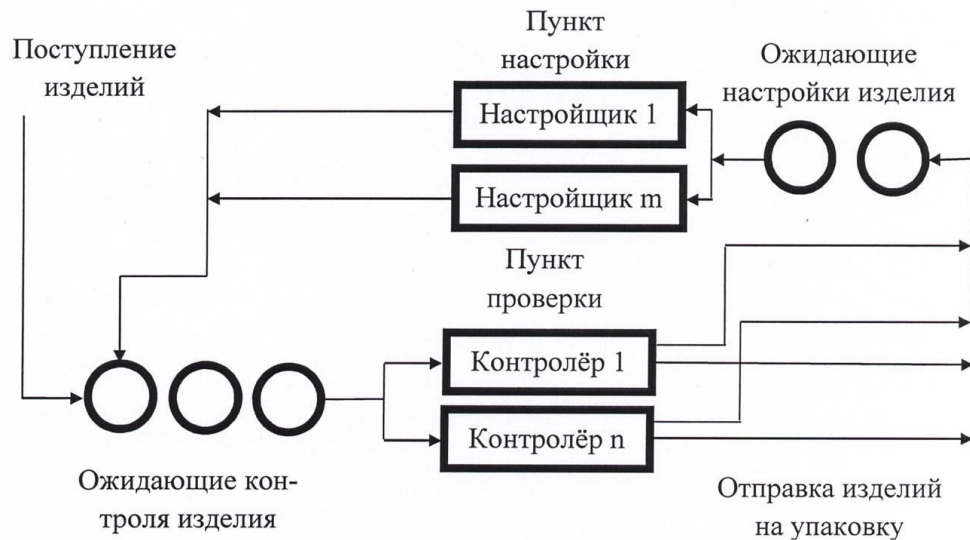 Поступление
изделий
Пункт
настройки
Ожидающие
настройки изделия
Настройщик 1
Настройщик m
Пункт
проверки
Контролёр 1
Контролёр n
Ожидающие кон-
троля изделия
Отправка изделий
на упаковку